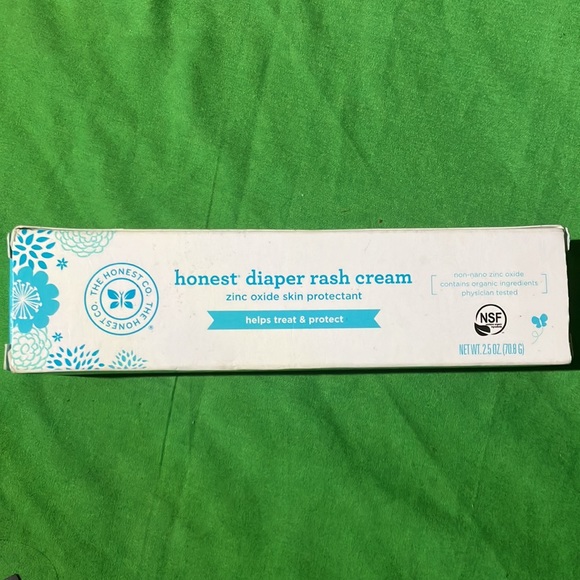 THE HONEST CO. THE HONEST CO.
honest® diaper rash cream
zinc oxide skin protectant
helps treat & protect
non-nano zinc oxide
contains organic ingredients
physician tested
NSF
NET WT. 2.5 OZ. (70.8 G)